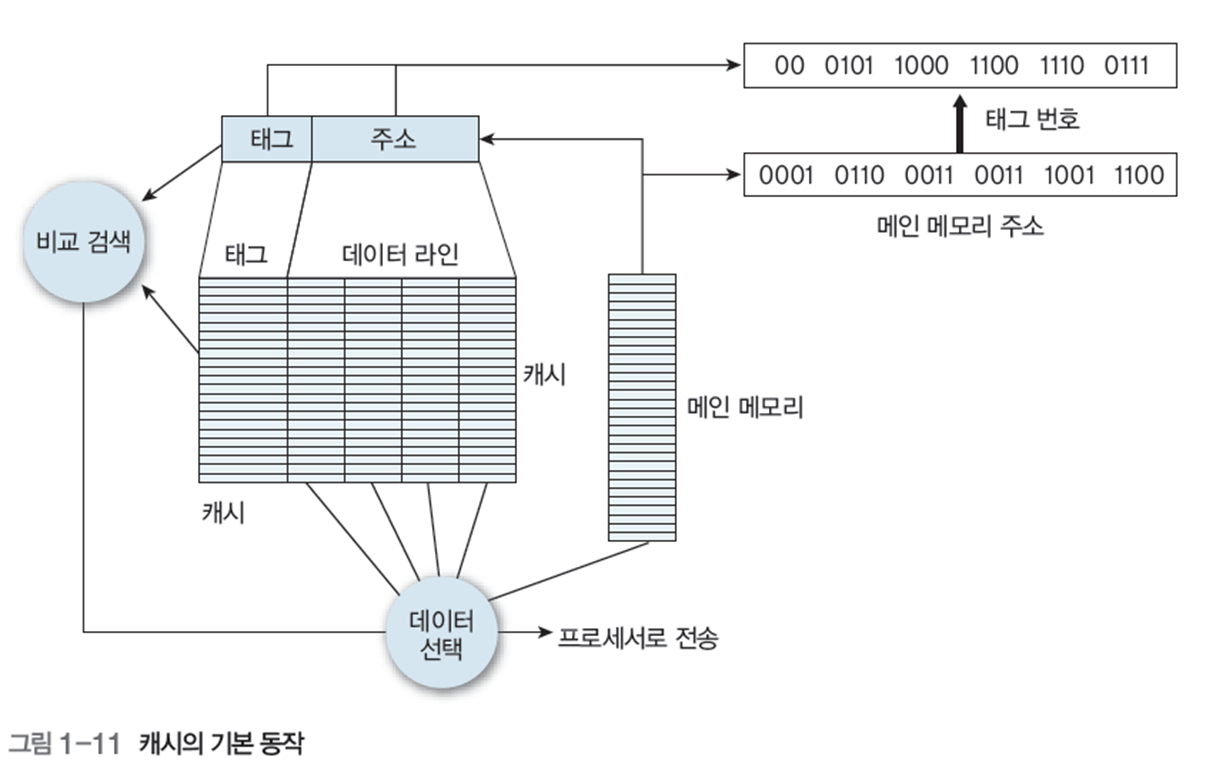 00 0101 1000 1100 1110 0111
태그 번호
태그 주소
0001 0110 0011 0011 1001 1100
메인 메모리 주소
비교 검색
태그 데이터 라인
캐시
메인 메모리
캐시
데이터
선택
프로세서로 전송
그림 1-11 캐시의 기본 동작